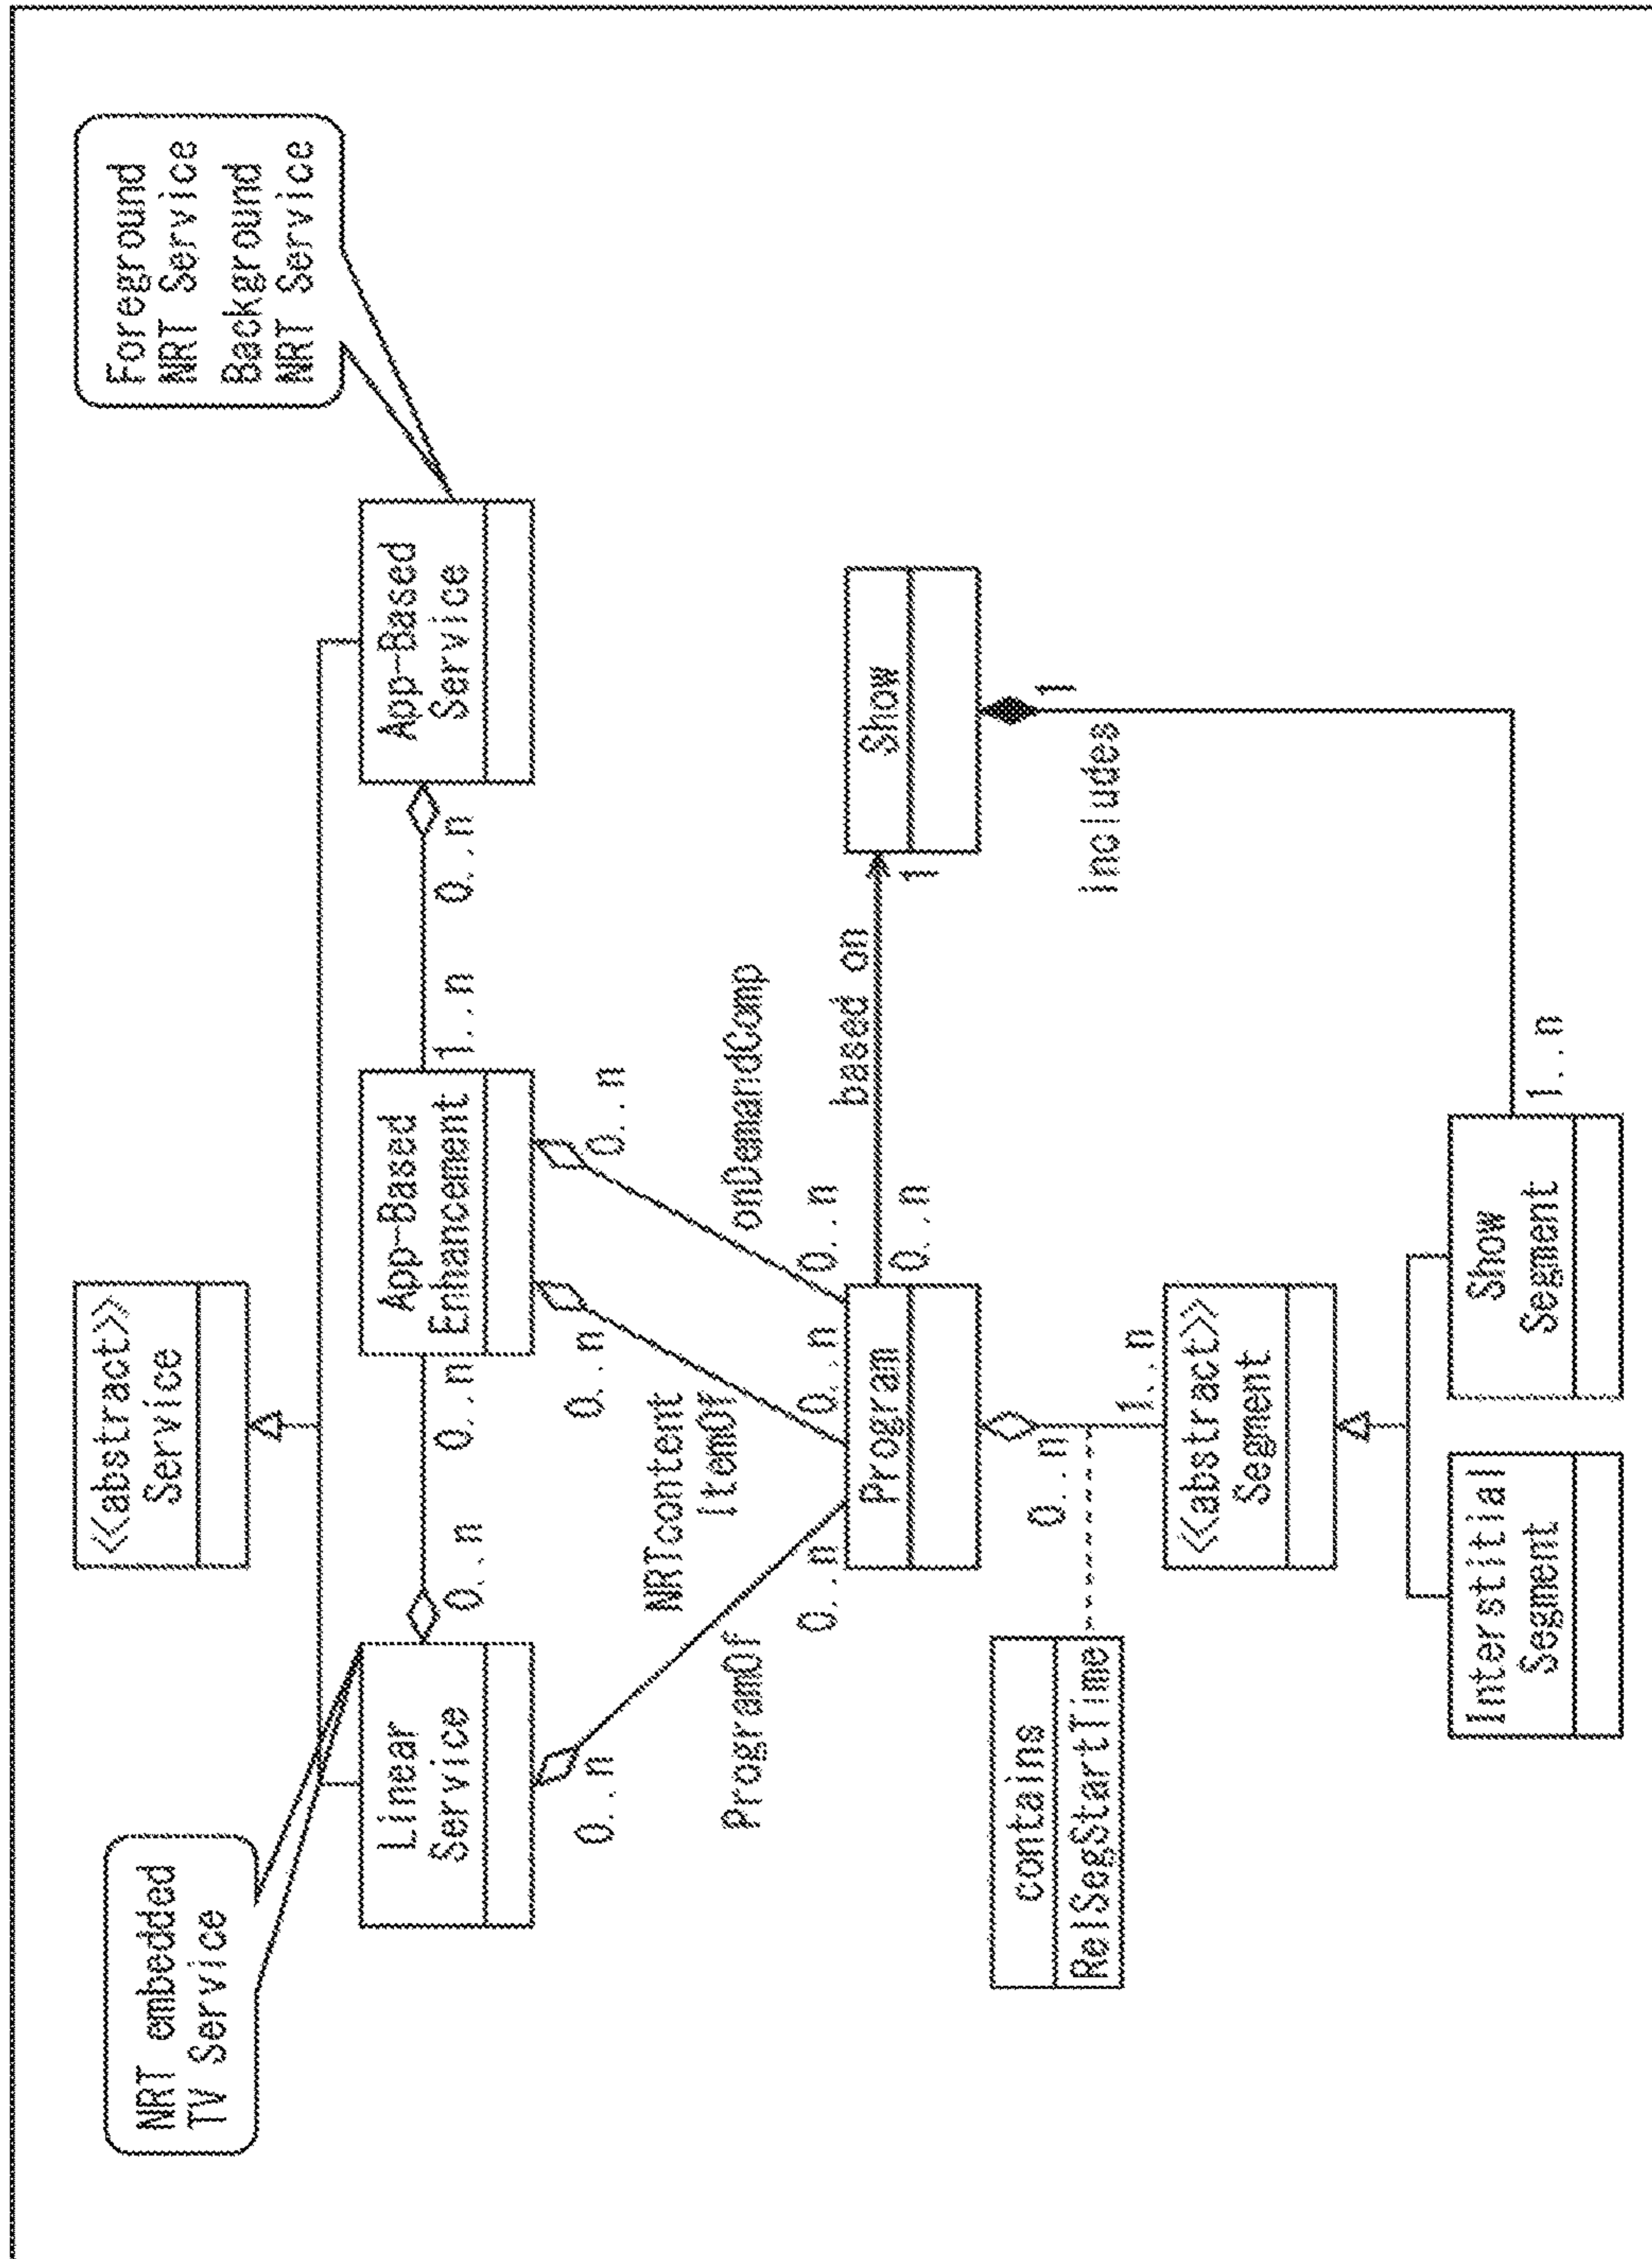 NRT embedded
TV Service
<<abstract>>
Service
Foreground
NRT Service
Background
NRT Service
Linear
Service
0..n
0..n
App-Based
Enhancement
1..n
0..n
App-Based
Service
0..n
0..n
0..n
NRTcontent
ItemOf
ProgramOf
onDemandComp
0..n
0..n
0..n
Program
based on
0..n
1
Show
contains
RelSegStartTime
0..n
1..n
1
includes
<<abstract>>
Segment
Interstitial
Segment
Show
Segment
1..n